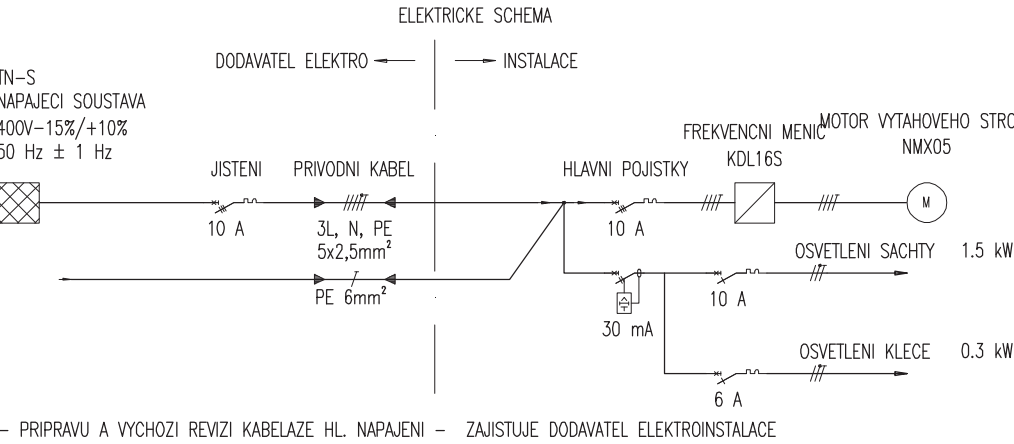 ELEKTRICKE SCHEMA
DODAVATEL ELEKTRO
INSTALACE
TN-S
NAPAJECI SOUSTAVA
400V-15%/+10%
50 Hz ± 1 Hz
FREKVENCNI MENIC
KDL16S
MOTOR VYTAHOVEHO STRO
NMX05
JISTENI
PRIVODNI KABEL
HLAVNI POJISTKY
M
10 A
3L, N, PE
5x2,5mm²
10 A
OSVETLENI SACHTY 1.5 kW
PE 6mm²
10 A
30 mA
OSVETLENI KLECE 0.3 kW
6 A
- PRIPRAVU A VYCHOZI REVIZI KABELAZE HL. NAPAJENI - ZAJISTUJE DODAVATEL ELEKTROINSTALACE